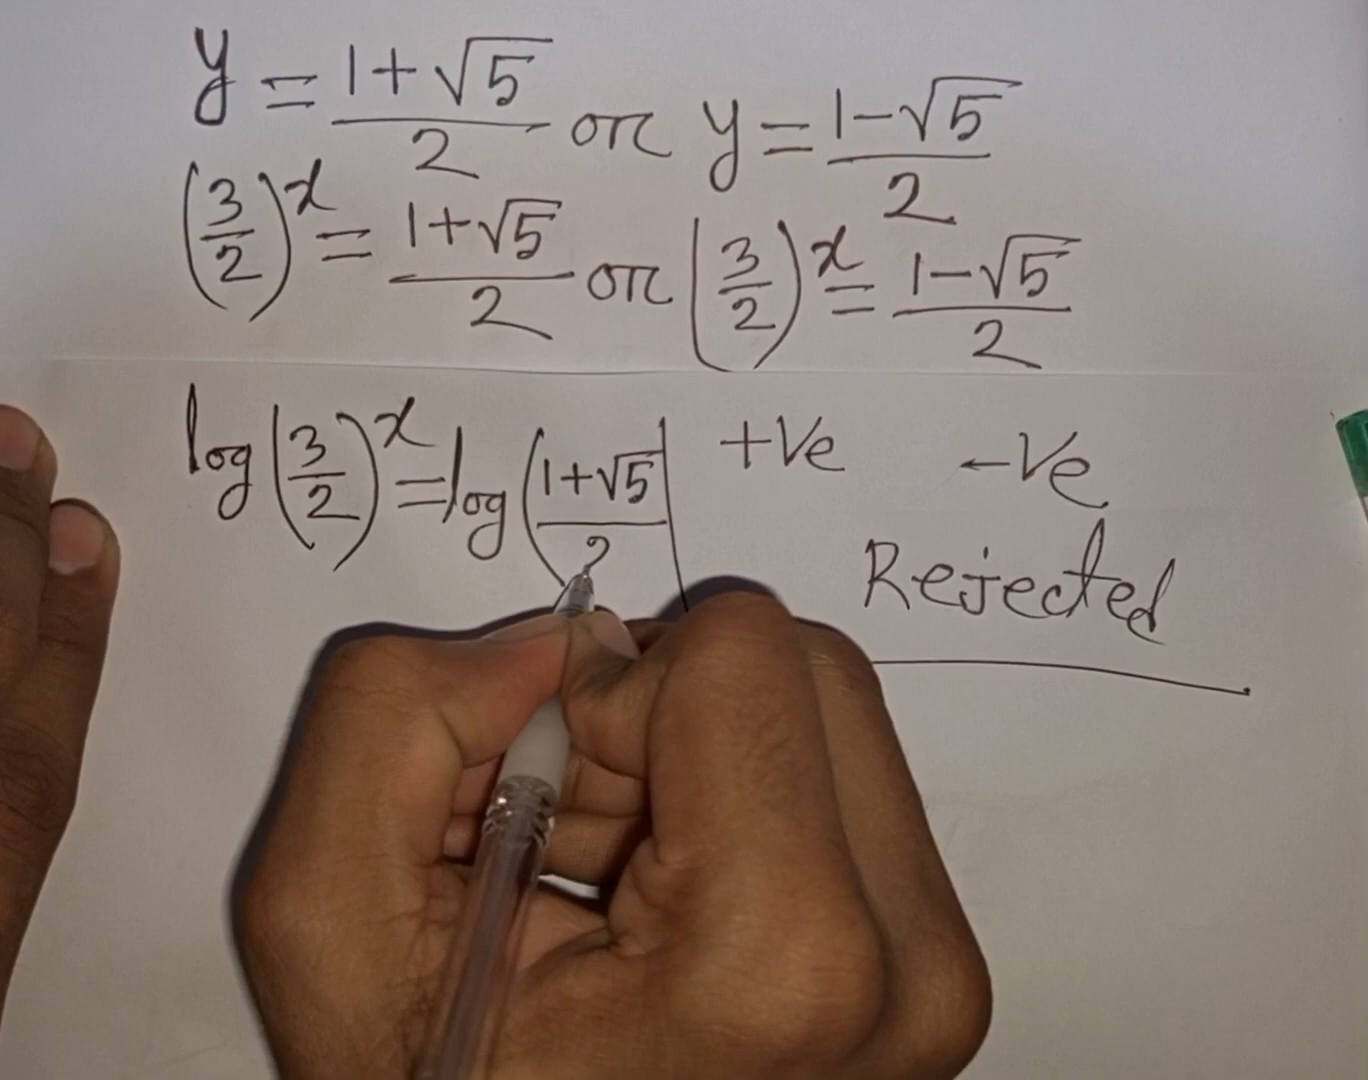 y = (1+√5)/2 or y = (1-√5)/2
(3/2)^x = (1+√5)/2 or (3/2)^x = (1-√5)/2
log(3/2)^x = log((1+√5)/2 +ve -ve
Rejected